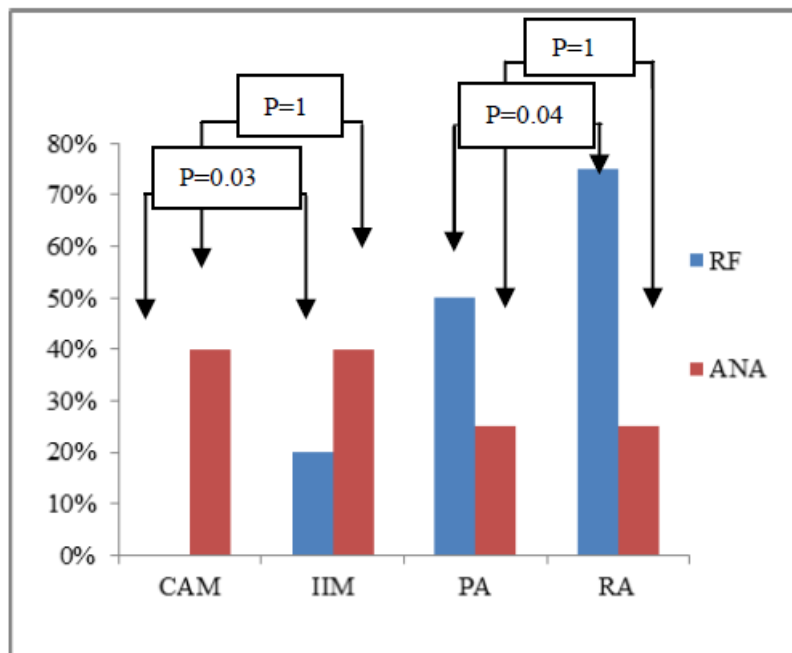 P=1
P=1
P=0.04
P=0.03
80%
70%
60%
50%
40%
30%
20%
10%
0%
RF
ANA
CAM IIM PA RA